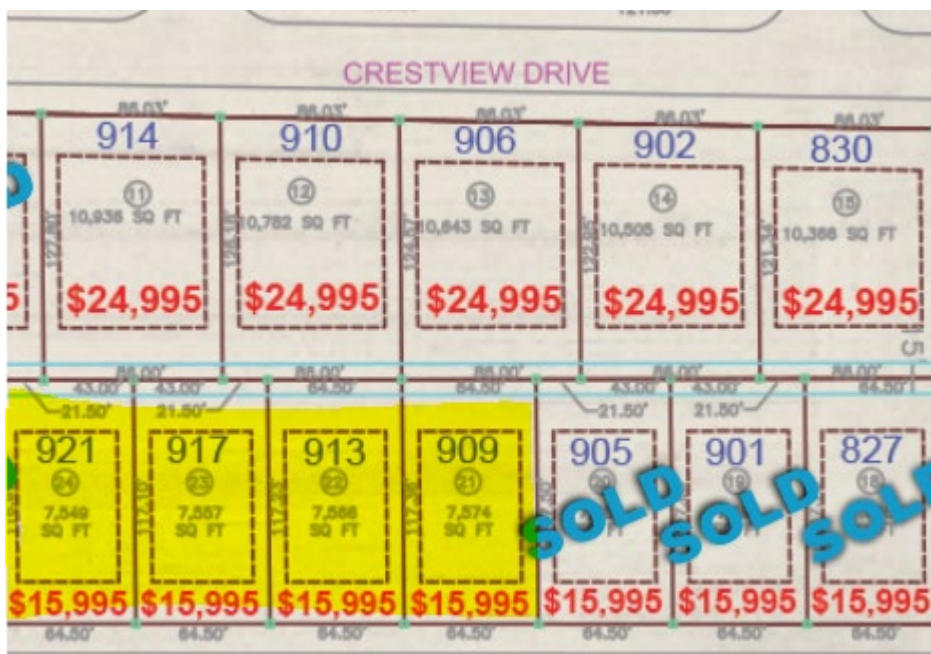 CRESTVIEW DRIVE
86.03' 86.03' 86.03' 86.03' 86.03'
914 910 906 902 830
11 12 13 14 15
10,936 SQ FT 10,782 SQ FT 10,643 SQ FT 10,505 SQ FT 10,366 SQ FT
$24,995 $24,995 $24,995 $24,995 $24,995
86.00' 86.00' 86.00' 86.00'
43.00' 43.00' 64.50' 64.50' 43.00' 43.00' 64.50'
21.50' 21.50' 21.50' 21.50'
921 917 913 909 905 901 827
24 23 22 21 20 19 18
7,549 7,557 7,566 7,574
SQ FT SQ FT SQ FT SQ FT
SOLD SOLD SOLD
$15,995 $15,995 $15,995 $15,995 $15,995 $15,995 $15,995
64.50' 64.50' 64.50' 64.50' 64.50' 64.50' 64.50'